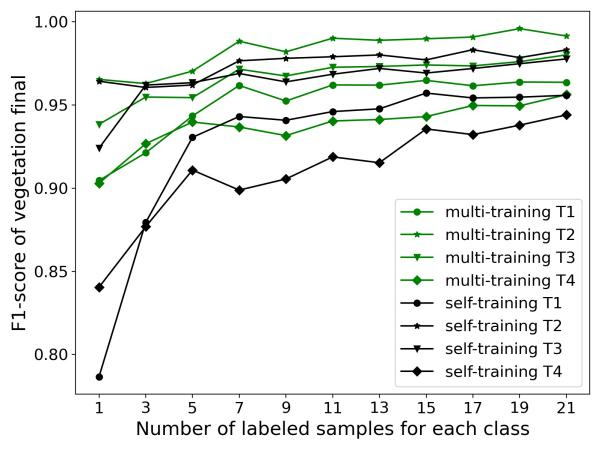 F1-score of vegetation final
1.00
0.95
0.90
0.85
0.80
multi-training T1
multi-training T2
multi-training T3
multi-training T4
self-training T1
self-training T2
self-training T3
self-training T4
1 3 5 7 9 11 13 15 17 19 21
Number of labeled samples for each class